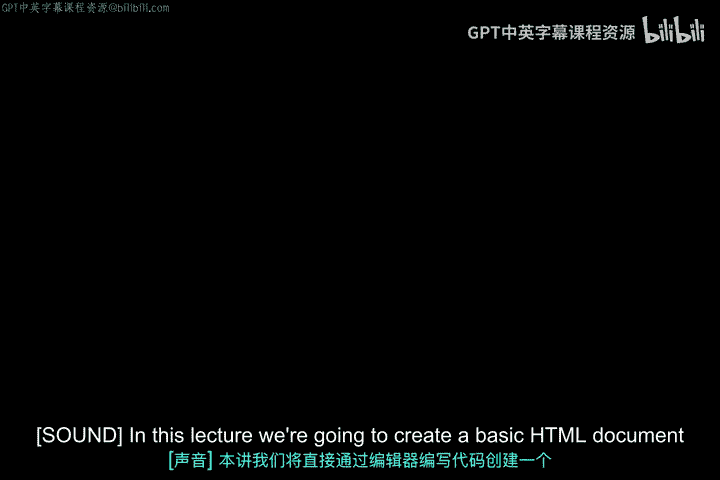 GPT中英字幕课程资源@bilibili.com
GPT中英字幕课程资源 bilibili
[SOUND] In this lecture we're going to create a basic HTML document
[声音] 本讲我们将直接通过编辑器编写代码创建一个